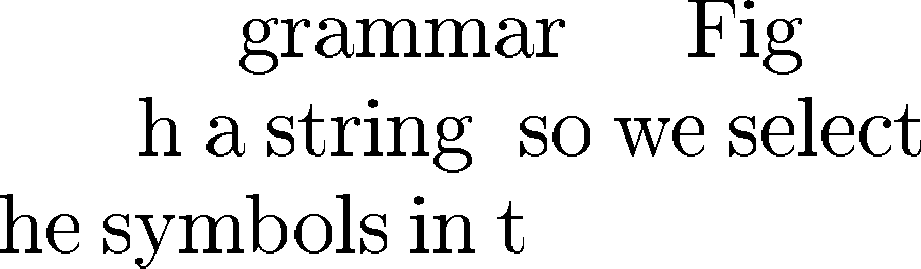 grammar Fig
h a string so we select
he symbols in t